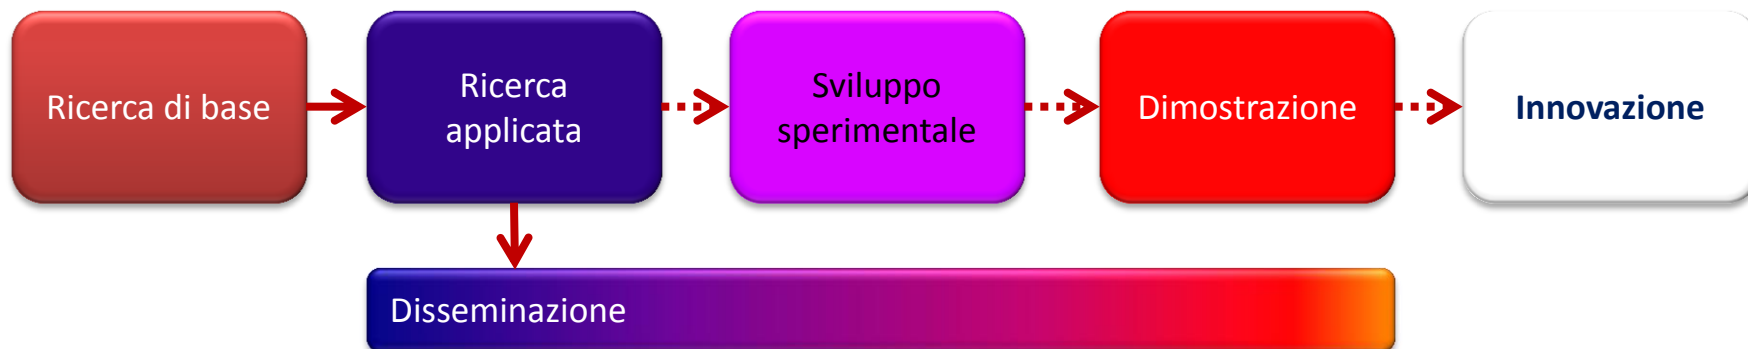 Ricerca di base
Ricerca
applicata
Sviluppo
sperimentale
Dimostrazione
Innovazione
Disseminazione